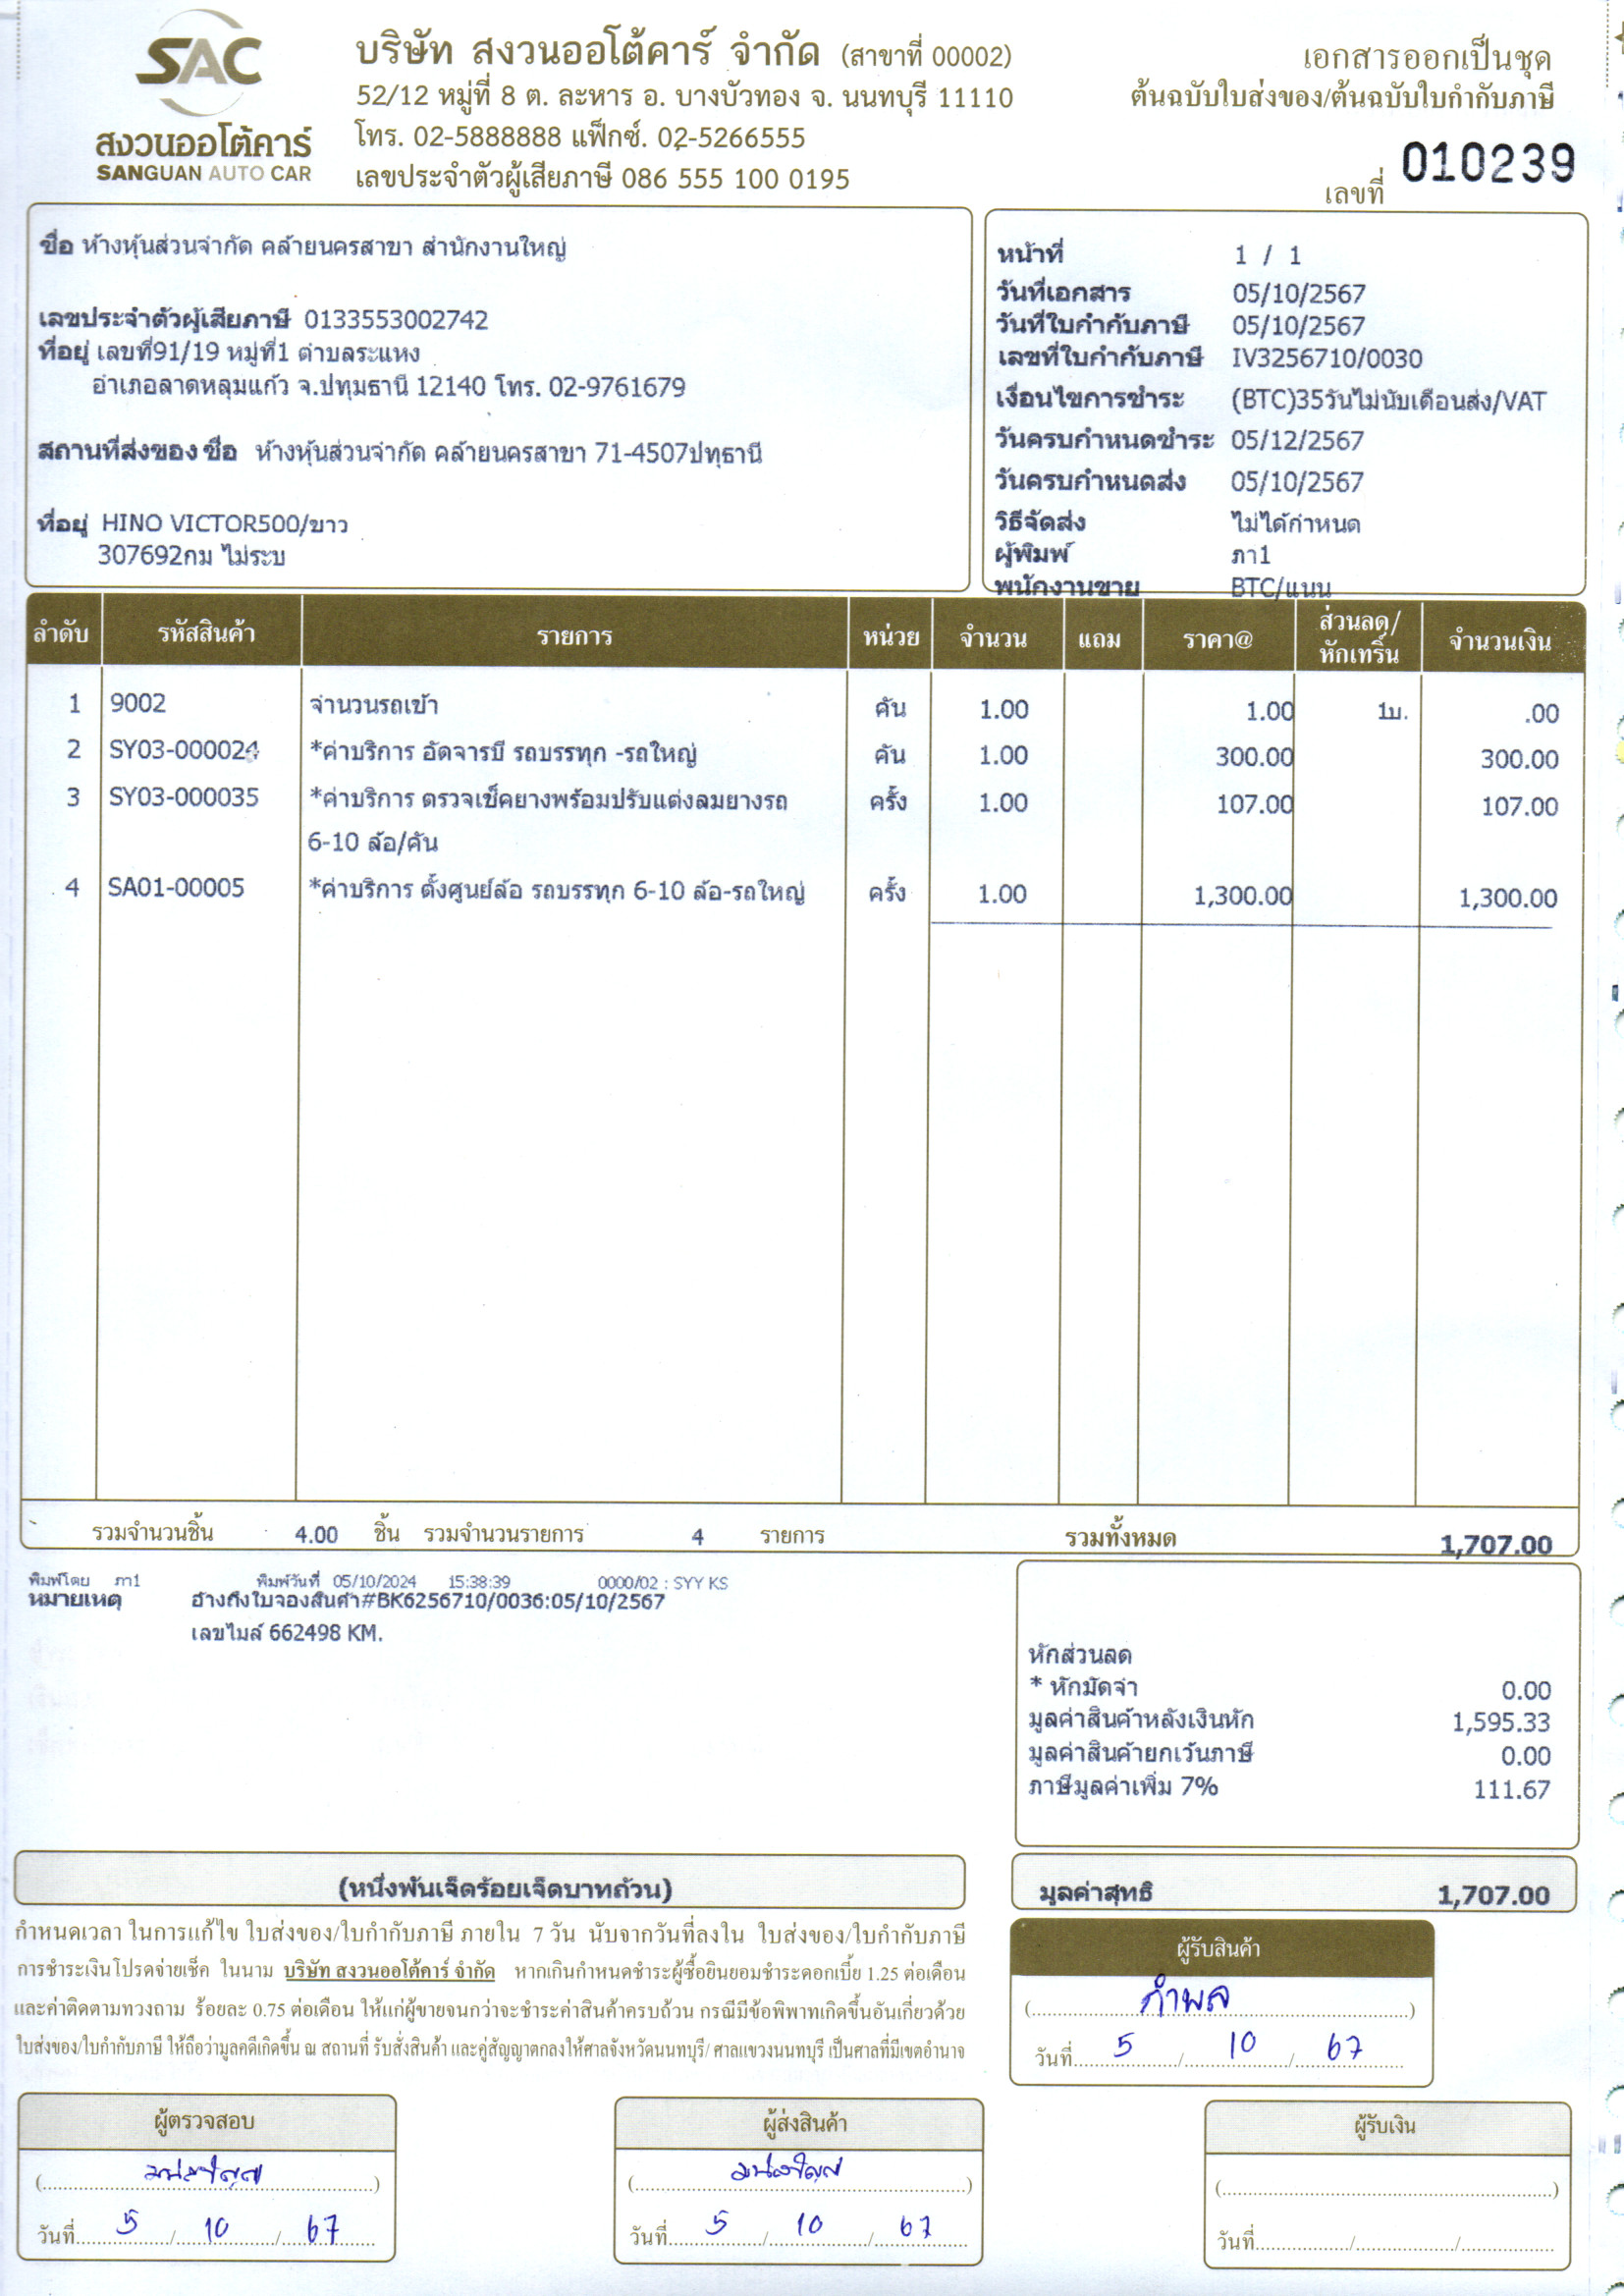 SAC
สงวนออโต้คาร์
SANGUAN AUTO CAR
บริษัท สงวนออโต้คาร์ จำกัด (สาขาที่ 00002)
52/12 หมู่ที่ 8 ต. ละหาร อ. บางบัวทอง จ. นนทบุรี 11110
โทร. 02-5888888 แฟ็กซ์. 02-5266555
เลขประจำตัวผู้เสียภาษี 086 555 100 0195
เอกสารออกเป็นชุด
ต้นฉบับใบส่งของ/ต้นฉบับใบกำกับภาษี
เลขที่ 010239
ชื่อ ห้างหุ้นส่วนจำกัด คล้ายนครสาขา สำนักงานใหญ่
เลขประจำตัวผู้เสียภาษี 0133553002742
ที่อยู่ เลขที่91/19 หมู่ที่1 ตำบลระแหง
อำเภอลาดหลุมแก้ว จ.ปทุมธานี 12140 โทร. 02-9761679
สถานที่ส่งของ ชื่อ ห้างหุ้นส่วนจำกัด คล้ายนครสาขา 71-4507ปทุธานี
ที่อยู่ HINO VICTOR500/ขาว
307692กม ไม่ระบ
หน้าที่ 1 / 1
วันที่เอกสาร 05/10/2567
วันที่ใบกำกับภาษี 05/10/2567
เลขที่ใบกำกับภาษี IV3256710/0030
เงื่อนไขการชำระ (BTC)35วันไม่นับเดือนส่ง/VAT
วันครบกำหนดชำระ 05/12/2567
วันครบกำหนดส่ง 05/10/2567
วิธีจัดส่ง ไม่ได้กำหนด
ผู้พิมพ์ ภา1
พนักงานขาย BTC/แนน
ลำดับ รหัสสินค้า รายการ หน่วย จำนวน แถม ราคา@ ส่วนลด/หักเทริ์น จำนวนเงิน
1 9002 จำนวนรถเข้า คัน 1.00 1.00 1บ. .00
2 SY03-000024 *ค่าบริการ อัดจารบี รถบรรทุก -รถใหญ่ คัน 1.00 300.00 300.00
3 SY03-000035 *ค่าบริการ ตรวจเช็คยางพร้อมปรับแต่งลมยางรถ ครั้ง 1.00 107.00 107.00
6-10 ล้อ/คัน
4 SA01-00005 *ค่าบริการ ตั้งศูนย์ล้อ รถบรรทุก 6-10 ล้อ-รถใหญ่ ครั้ง 1.00 1,300.00 1,300.00
รวมจำนวนชิ้น 4.00 ชิ้น รวมจำนวนรายการ 4 รายการ รวมทั้งหมด 1,707.00
พิมพ์โดย ภา1 พิมพ์วันที่ 05/10/2024 15:38:39 0000/02 : SYY KS
หมายเหตุ อ้างถึงใบจองสินค้า#BK6256710/0036:05/10/2567
เลขไมล์ 662498 KM.
หักส่วนลด
* หักมัดจำ 0.00
มูลค่าสินค้าหลังเงินหัก 1,595.33
มูลค่าสินค้ายกเว้นภาษี 0.00
ภาษีมูลค่าเพิ่ม 7% 111.67
(หนึ่งพันเจ็ดร้อยเจ็ดบาทถ้วน)
มูลค่าสุทธิ 1,707.00
กำหนดเวลา ในการแก้ไข ใบส่งของ/ใบกำกับภาษี ภายใน 7 วัน นับจากวันที่ลงใน ใบส่งของ/ใบกำกับภาษี
การชำระเงินโปรดจ่ายเช็ค ในนาม บริษัท สงวนออโต้คาร์ จำกัด หากเกินกำหนดชำระผู้ซื้อยินยอมชำระดอกเบี้ย 1.25 ต่อเดือน
และค่าติดตามทวงถาม ร้อยละ 0.75 ต่อเดือน ให้แก่ผู้ขายจนกว่าจะชำระค่าสินค้าครบถ้วน กรณีมีข้อพิพาทเกิดขึ้นอันเกี่ยวด้วย
ใบส่งของ/ใบกำกับภาษี ให้ถือว่ามูลคดีเกิดขึ้น ณ สถานที่ รับสั่งสินค้า และคู่สัญญาตกลงให้ศาลจังหวัดนนทบุรี/ ศาลแขวงนนทบุรี เป็นศาลที่มีเขตอำนาจ
ผู้รับสินค้า
(กำพล)
วันที่ 5 / 10 / 67
ผู้ตรวจสอบ
วันที่ 5 / 10 / 67
ผู้ส่งสินค้า
วันที่ 5 / 10 / 67
ผู้รับเงิน
วันที่ / /